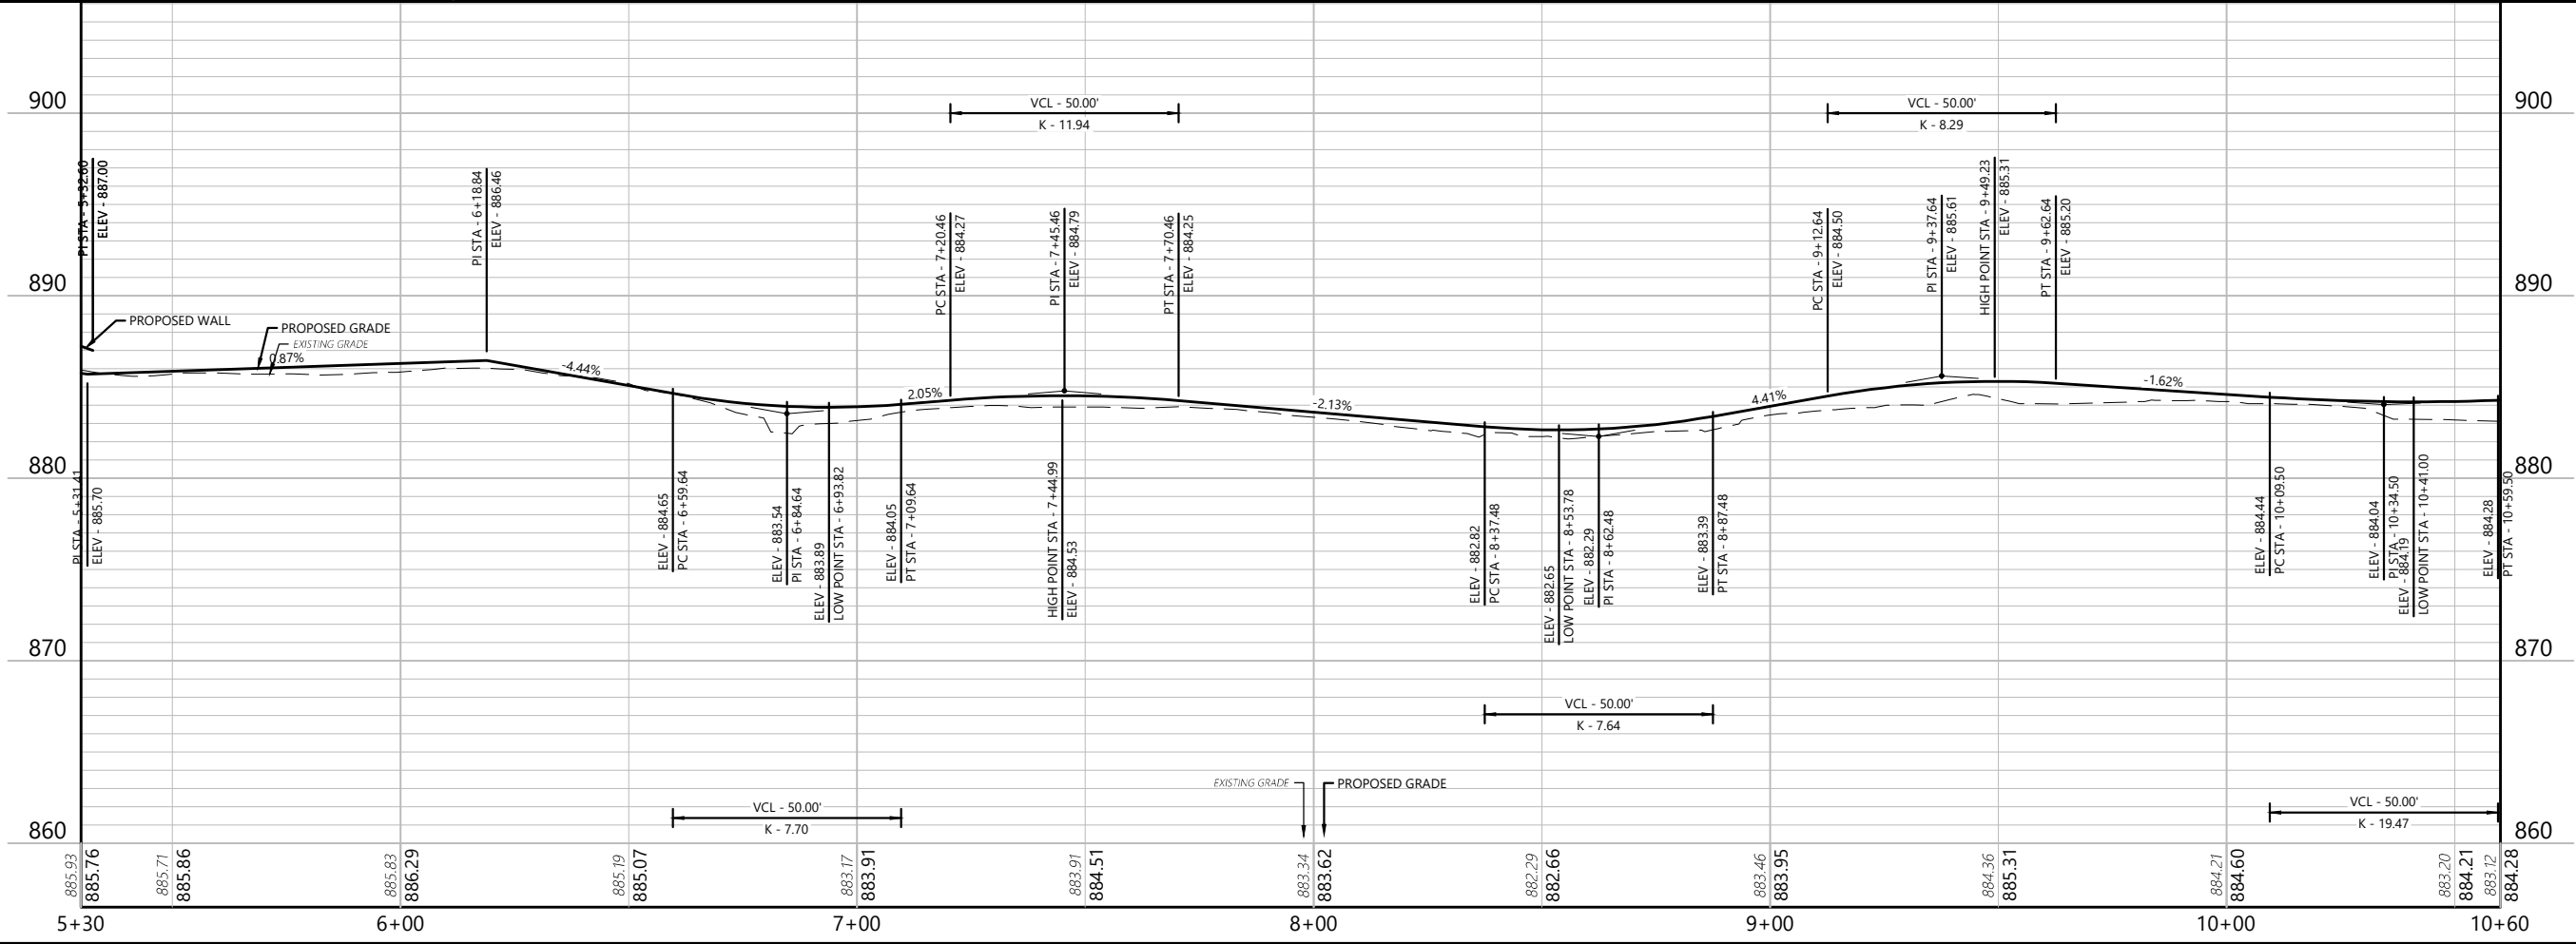 VCL - 50.00'
K - 11.94
VCL - 50.00'
K - 8.29
900
900
PI STA - 5+32.60
ELEV - 887.00
PI STA - 6+18.84
ELEV - 886.46
PC STA - 7+20.46
ELEV - 884.27
PI STA - 7+45.46
ELEV - 884.79
PT STA - 7+70.46
ELEV - 884.25
PC STA - 9+12.64
ELEV - 884.50
PI STA - 9+37.64
ELEV - 885.61
HIGH POINT STA - 9+49.23
ELEV - 885.31
PT STA - 9+62.64
ELEV - 885.20
890
890
PROPOSED WALL
PROPOSED GRADE
EXISTING GRADE
0.87%
-4.44%
2.05%
-2.13%
4.41%
-1.62%
880
880
PI STA - 5+31.41
ELEV - 885.70
ELEV - 884.65
PC STA - 6+59.64
ELEV - 883.54
PI STA - 6+84.64
ELEV - 883.89
LOW POINT STA - 6+93.82
ELEV - 884.05
PT STA - 7+09.64
HIGH POINT STA - 7+44.99
ELEV - 884.53
ELEV - 882.82
PC STA - 8+37.48
ELEV - 882.65
LOW POINT STA - 8+53.78
ELEV - 882.29
PI STA - 8+62.48
ELEV - 883.39
PT STA - 8+87.48
ELEV - 884.44
PC STA - 10+09.50
ELEV - 884.04
PI STA - 10+34.50
ELEV - 884.19
LOW POINT STA - 10+41.00
ELEV - 884.28
PT STA - 10+59.50
870
870
VCL - 50.00'
K - 7.64
EXISTING GRADE
PROPOSED GRADE
VCL - 50.00'
K - 7.70
VCL - 50.00'
K - 19.47
860
860
885.93
885.76
885.71
885.86
885.83
886.29
885.19
885.07
883.17
883.91
883.91
884.51
883.34
883.62
882.29
882.66
883.46
883.95
884.36
885.31
884.21
884.60
883.20
884.21
883.12
884.28
5+30
6+00
7+00
8+00
9+00
10+00
10+60